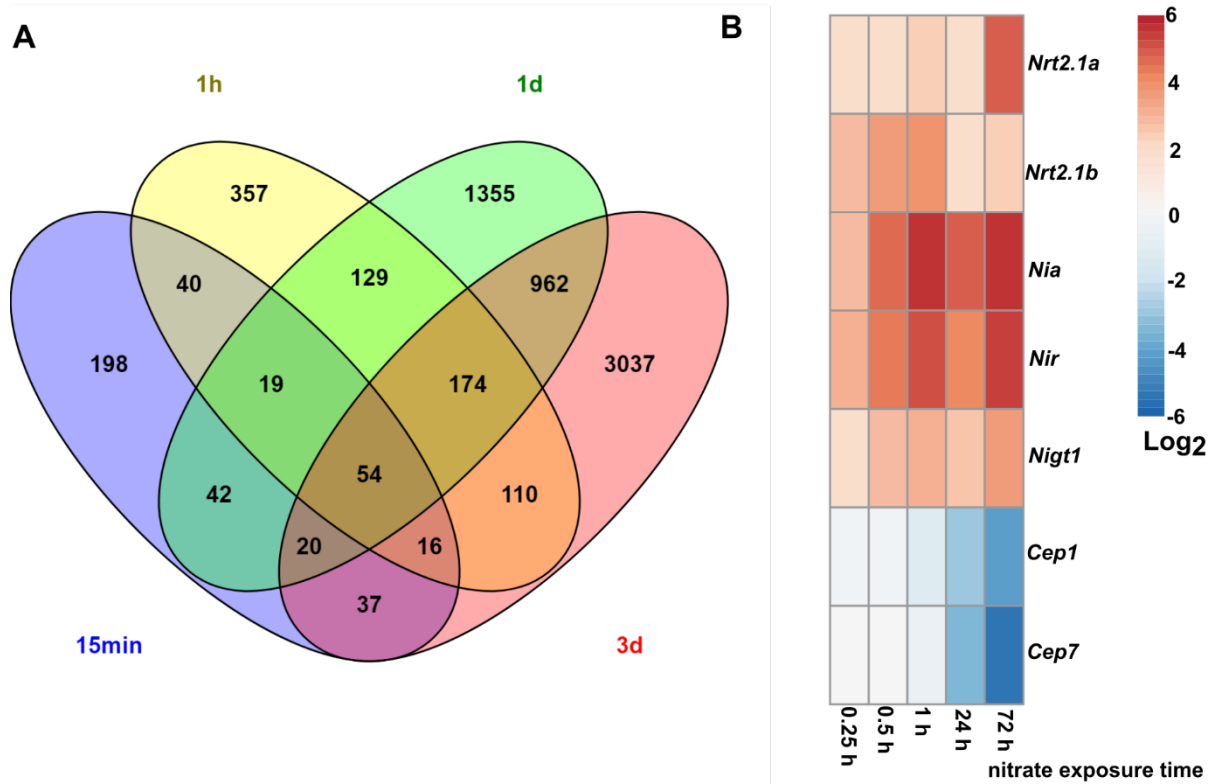 A
1h
1d
357
1355
40
129
962
198
19
174
3037
42
54
110
20
16
37
15min
3d
B
Nrt2.1a
Nrt2.1b
Nia
Nir
Nigt1
Cep1
Cep7
0.25 h
0.5 h
1 h
24 h
72 h
nitrate exposure time
6
4
2
0
-2
-4
-6
Log2